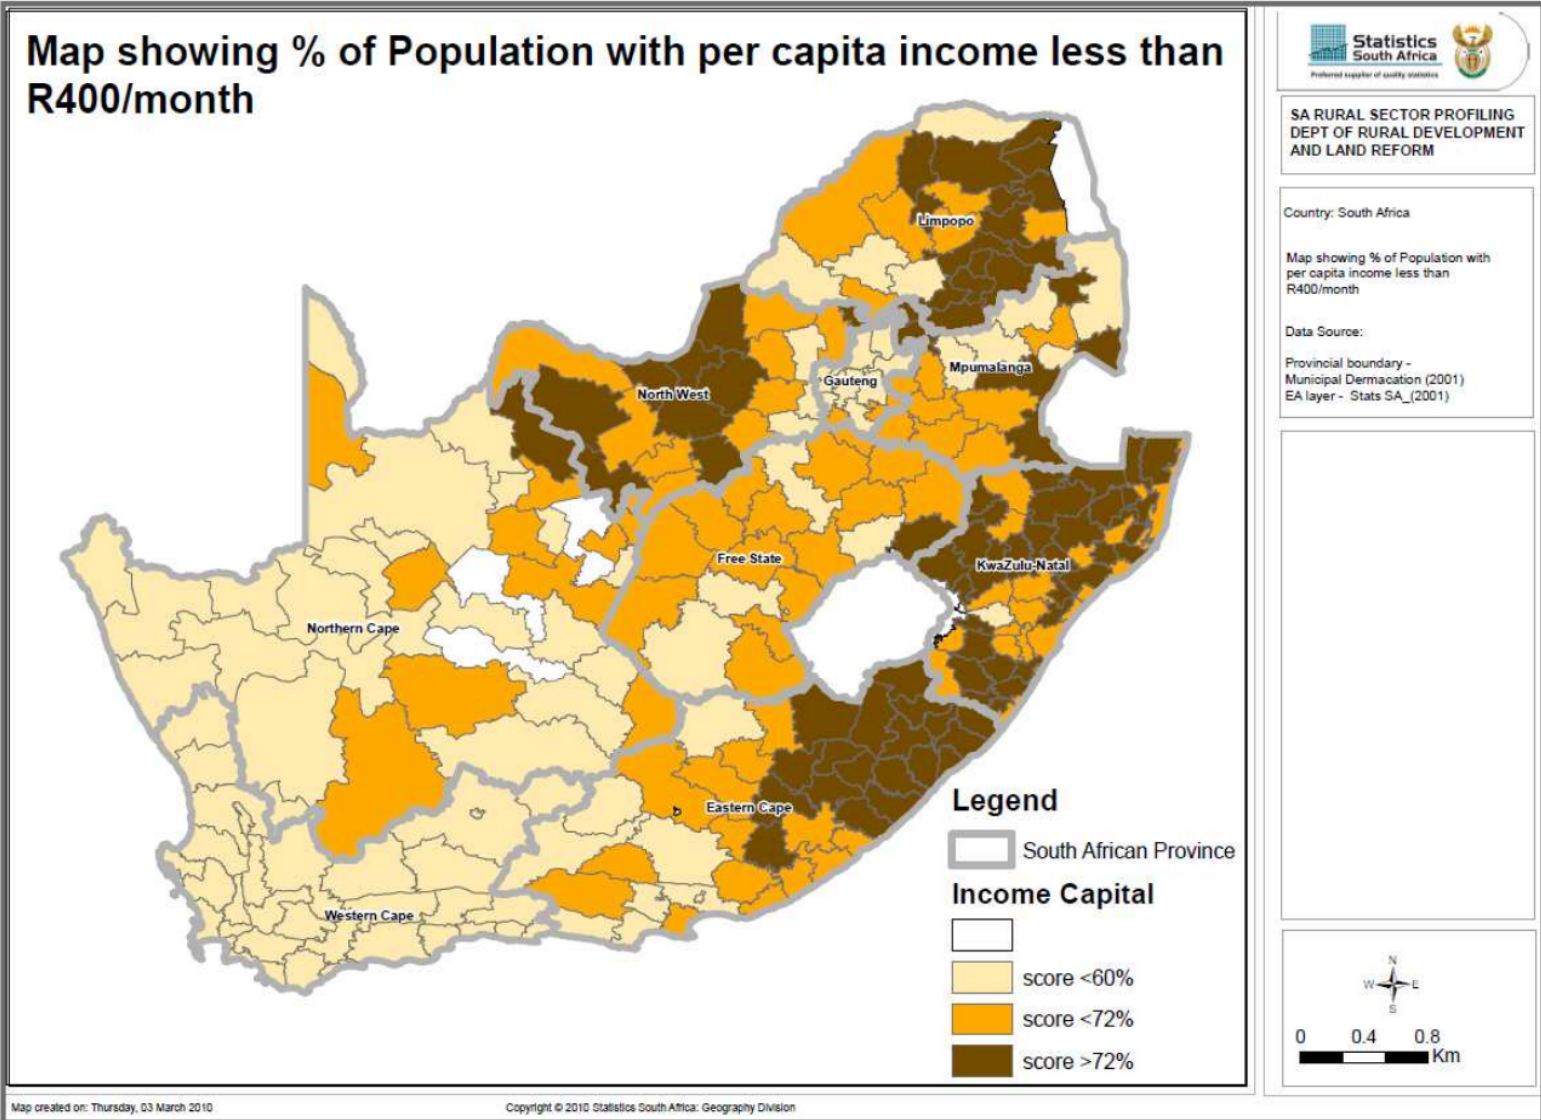 Map showing % of Population with per capita income less than
R400/month
Limpopo
North West
Gauteng
Mpumalanga
Free State
KwaZulu-Natal
Northern Cape
Eastern Cape
Western Cape
Legend
South African Province
Income Capital
score <60%
score <72%
score >72%
Statistics
South Africa
Preferred supplier of quality statistics
SA RURAL SECTOR PROFILING
DEPT OF RURAL DEVELOPMENT
AND LAND REFORM
Country: South Africa
Map showing % of Population with
per capita income less than
R400/month
Data Source:
Provincial boundary -
Municipal Dermacation (2001)
EA layer - Stats SA_(2001)
N
W E
S
0 0.4 0.8
Km
Map created on: Thursday, 03 March 2010
Copyright © 2010 Statistics South Africa: Geography Division